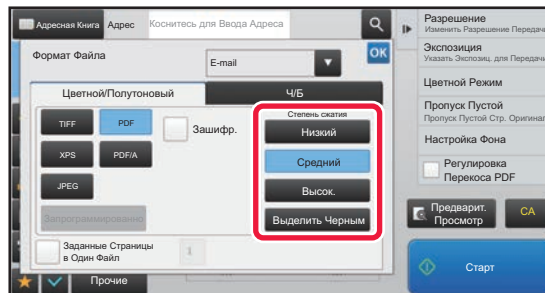 Адресная Книга
Адрес
Коснитесь для Ввода Адреса
Формат Файла
E-mail
OK
Цветной/Полутоновый
Ч/Б
TIFF
PDF
Зашифр.
XPS
PDF/A
JPEG
Запрограммированно
Степень сжатия
Низкий
Средний
Высок.
Выделить Черным
Заданные Страницы
в Один Файл
1
Прочие
Разрешение
Изменить Разрешение Передачи
Экспозиция
Указать Экспозиц. для Передачи
Цветной Режим
Пропуск Пустой
Пропуск Пустой Стр. Оригинал
Настройка Фона
Регулировка
Перекоса PDF
Предварит.
Просмотр
CA
Старт